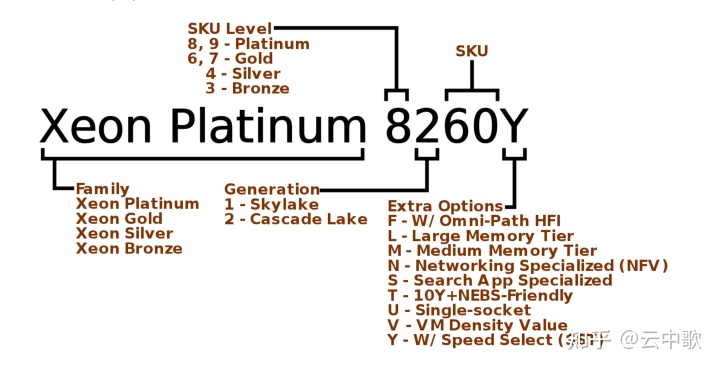 SKU Level
8, 9 - Platinum
6, 7 - Gold
4 - Silver
3 - Bronze
SKU
Xeon Platinum 8260Y
Family
Xeon Platinum
Xeon Gold
Xeon Silver
Xeon Bronze
Generation
1 - Skylake
2 - Cascade Lake
Extra Options
F - W/ Omni-Path HFI
L - Large Memory Tier
M - Medium Memory Tier
N - Networking Specialized (NFV)
S - Search App Specialized
T - 10Y+NEBS-Friendly
U - Single-socket
V - VM Density Value
Y - W/ Speed Select (SST)
知乎 @云中歌